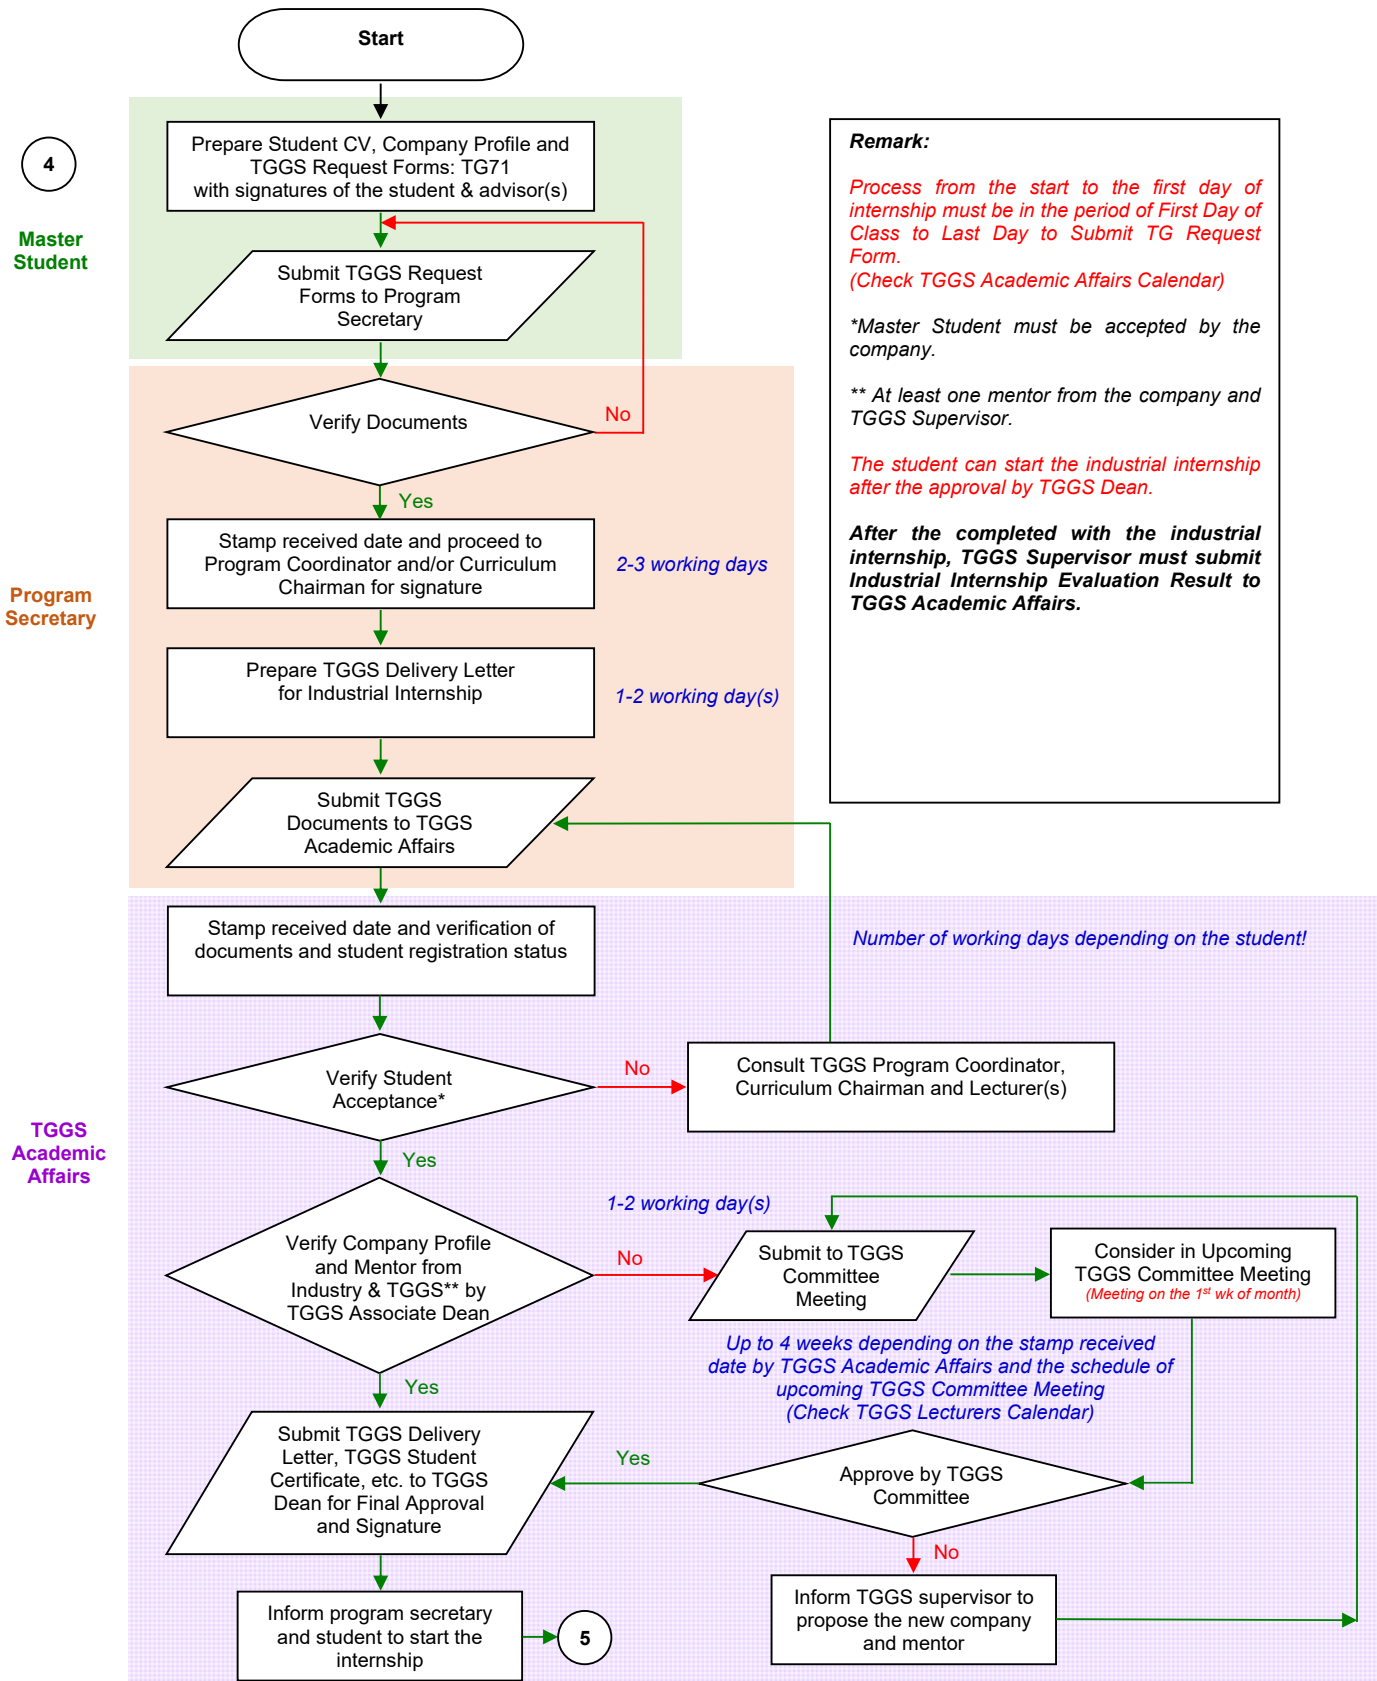 Start
4
Master
Student
Prepare Student CV, Company Profile and
TGGS Request Forms: TG71
with signatures of the student & advisor(s)
Submit TGGS Request
Forms to Program
Secretary
Remark:
Process from the start to the first day of
internship must be in the period of First Day of
Class to Last Day to Submit TG Request
Form.
(Check TGGS Academic Affairs Calendar)
*Master Student must be accepted by the
company.
** At least one mentor from the company and
TGGS Supervisor.
The student can start the industrial internship
after the approval by TGGS Dean.
After the completed with the industrial
internship, TGGS Supervisor must submit
Industrial Internship Evaluation Result to
TGGS Academic Affairs.
Program
Secretary
Verify Documents
No
Yes
Stamp received date and proceed to
Program Coordinator and/or Curriculum
Chairman for signature
2-3 working days
Prepare TGGS Delivery Letter
for Industrial Internship
1-2 working day(s)
Submit TGGS
Documents to TGGS
Academic Affairs
TGGS
Academic
Affairs
Stamp received date and verification of
documents and student registration status
Number of working days depending on the student!
Verify Student
Acceptance*
No
Consult TGGS Program Coordinator,
Curriculum Chairman and Lecturer(s)
Yes
1-2 working day(s)
Verify Company Profile
and Mentor from
Industry & TGGS** by
TGGS Associate Dean
No
Submit to TGGS
Committee
Meeting
Consider in Upcoming
TGGS Committee Meeting
(Meeting on the 1st wk of month)
Up to 4 weeks depending on the stamp received
date by TGGS Academic Affairs and the schedule of
upcoming TGGS Committee Meeting
(Check TGGS Lecturers Calendar)
Yes
Submit TGGS Delivery
Letter, TGGS Student
Certificate, etc. to TGGS
Dean for Final Approval
and Signature
Yes
Approve by TGGS
Committee
No
Inform program secretary
and student to start the
internship
5
Inform TGGS supervisor to
propose the new company
and mentor